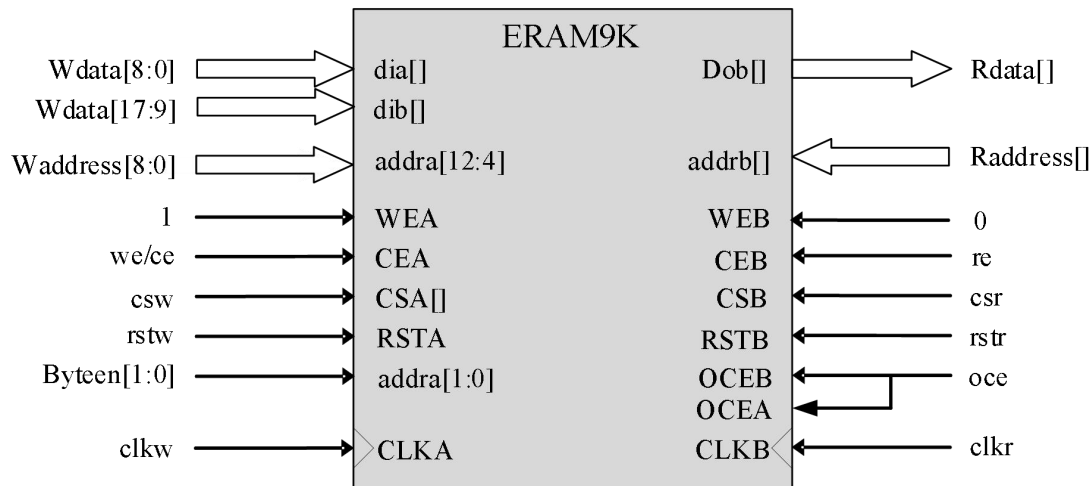 ERAM9K
Wdata[8:0] dia[] Dob[] Rdata[]
Wdata[17:9] dib[]
Waddress[8:0] addra[12:4] addrb[] Raddress[]
1 WEA WEB 0
we/ce CEA CEB re
csw CSA[] CSB csr
rstw RSTA RSTB rstr
Byteen[1:0] addra[1:0] OCEB oce
OCEA
clkw CLKA CLKB clkr